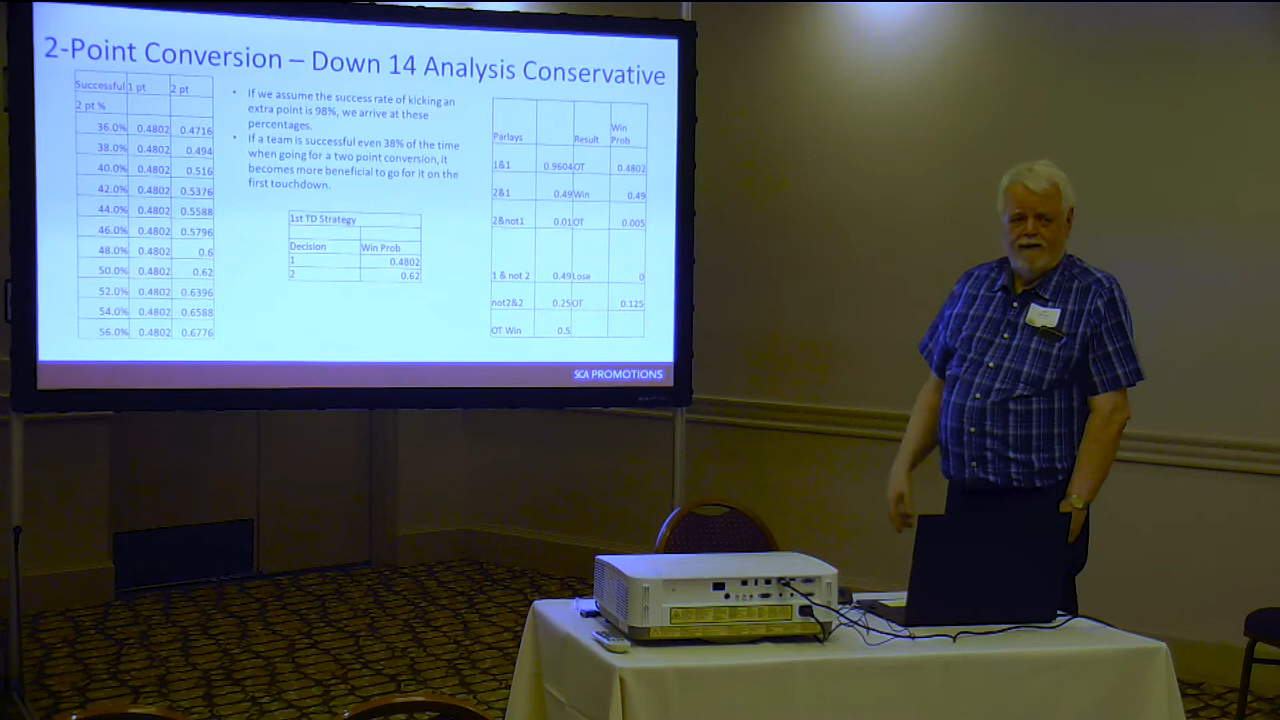 2-Point Conversion – Down 14 Analysis Conservative
Successful 1 pt 2 pt
2 pt %
36.0% 0.4802 0.4716
38.0% 0.4802 0.494
40.0% 0.4802 0.516
42.0% 0.4802 0.5376
44.0% 0.4802 0.5588
46.0% 0.4802 0.5796
48.0% 0.4802 0.6
50.0% 0.4802 0.62
52.0% 0.4802 0.6396
54.0% 0.4802 0.6588
56.0% 0.4802 0.6776
• If we assume the success rate of kicking an
extra point is 98%, we arrive at these
percentages.
• If a team is successful even 38% of the time
when going for a two point conversion, it
becomes more beneficial to go for it on the
first touchdown.
1st TD Strategy
Decision Win Prob
1 0.4802
2 0.62
Win
Parlays Result Prob
1&1 0.9604 OT 0.4802
2&1 0.49 Win 0.49
2&not1 0.01 OT 0.005
1 & not 2 0.49 Lose 0
not2&2 0.25 OT 0.125
OT Win 0.5
SCA PROMOTIONS